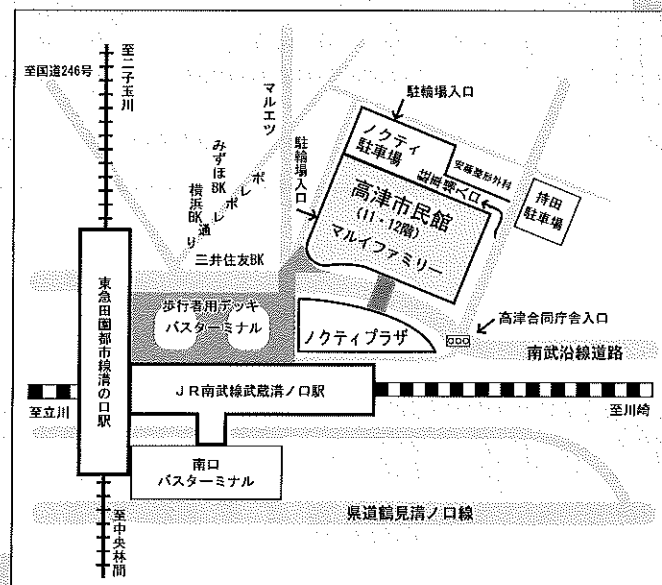 至二子玉川
至国道246号
マルエツ
駐輪場入口
ノクティ
駐車場
駐輪場入口
みずほBK
横浜BK
ポレポレ通り
三井住友BK
安藤整形外科
駐車場入口
持田
駐車場
高津市民館
(11・12階)
マルイファミリー
東急田園都市線溝の口駅
歩行者用デッキ
バスターミナル
ノクティプラザ
高津合同庁舎入口
南武沿線道路
JR南武線武蔵溝ノ口駅
至立川
至川崎
南口
バスターミナル
県道鶴見溝ノ口線
至中央林間